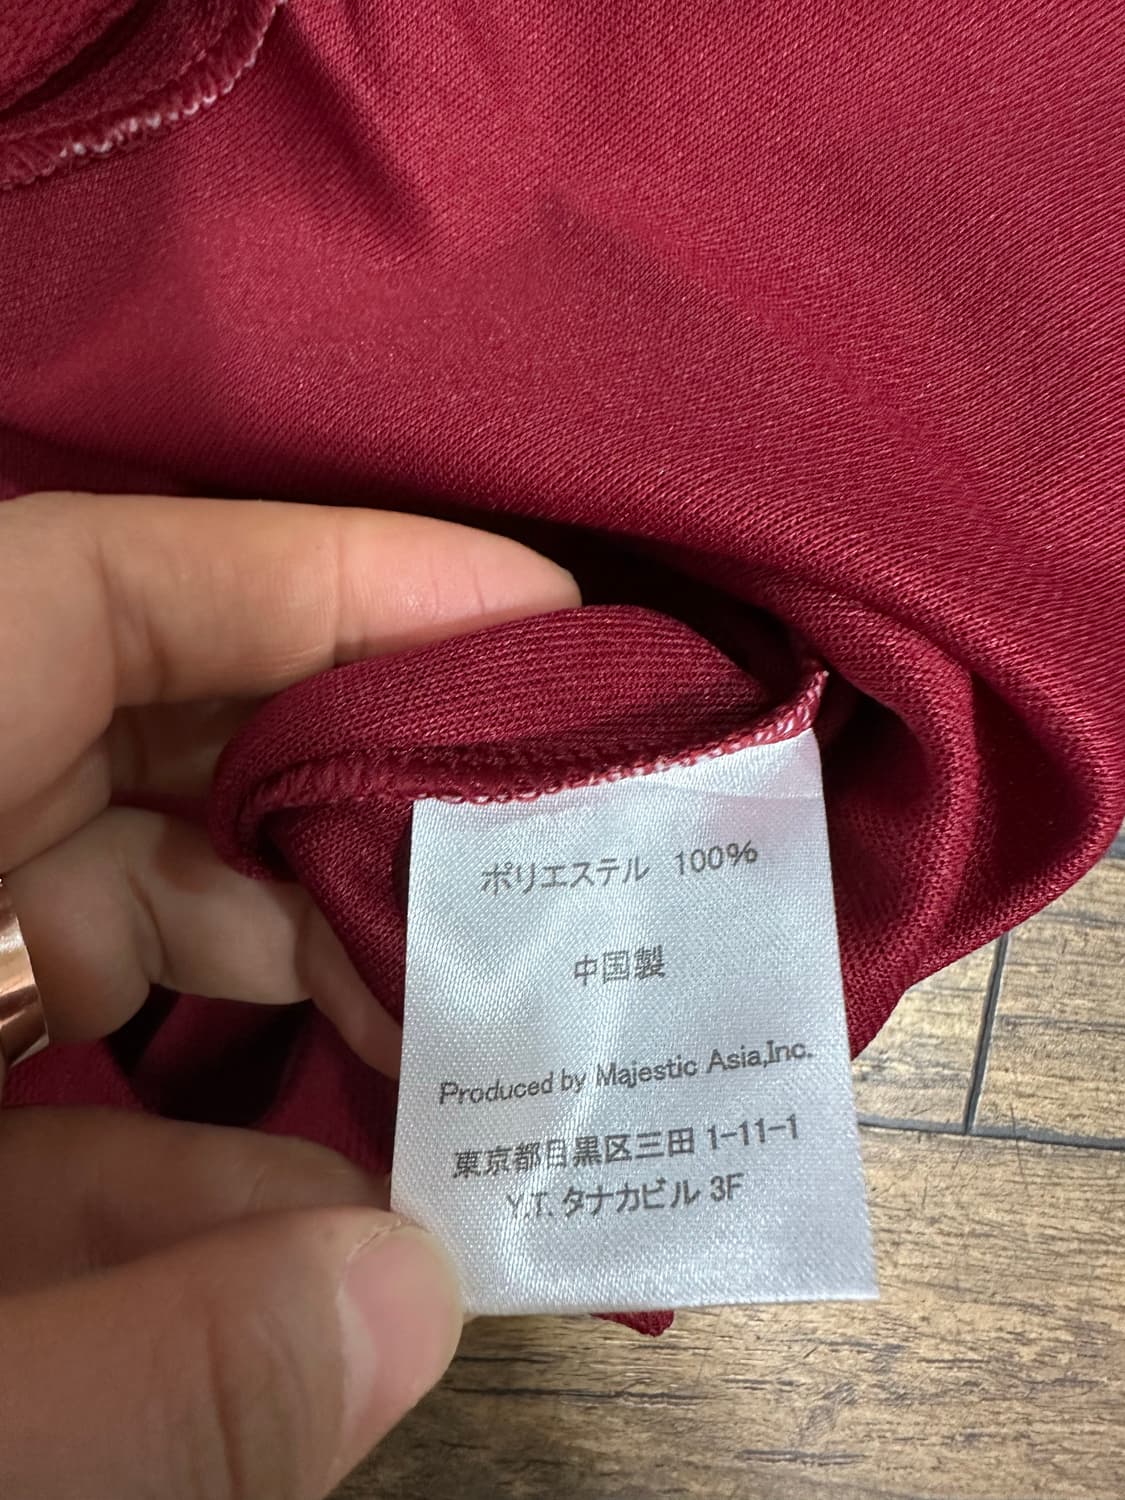 ポリエステル 100%
中国製
Produced by Majestic Asia,Inc.
東京都目黒区三田 1-11-1
Y.T. タナカビル 3F